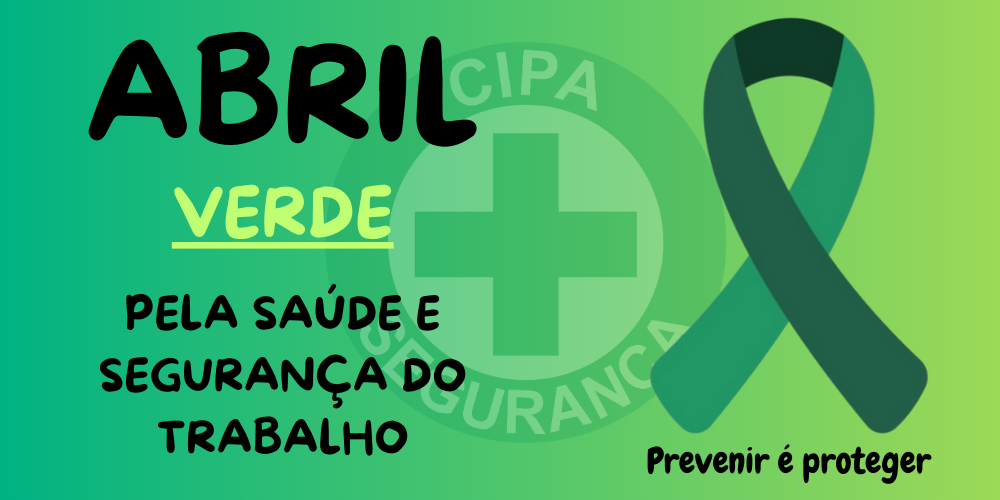 ABRIL
VERDE
PELA SAÚDE E
SEGURANÇA DO
TRABALHO
CIPA
SEGURANÇA
Prevenir é proteger